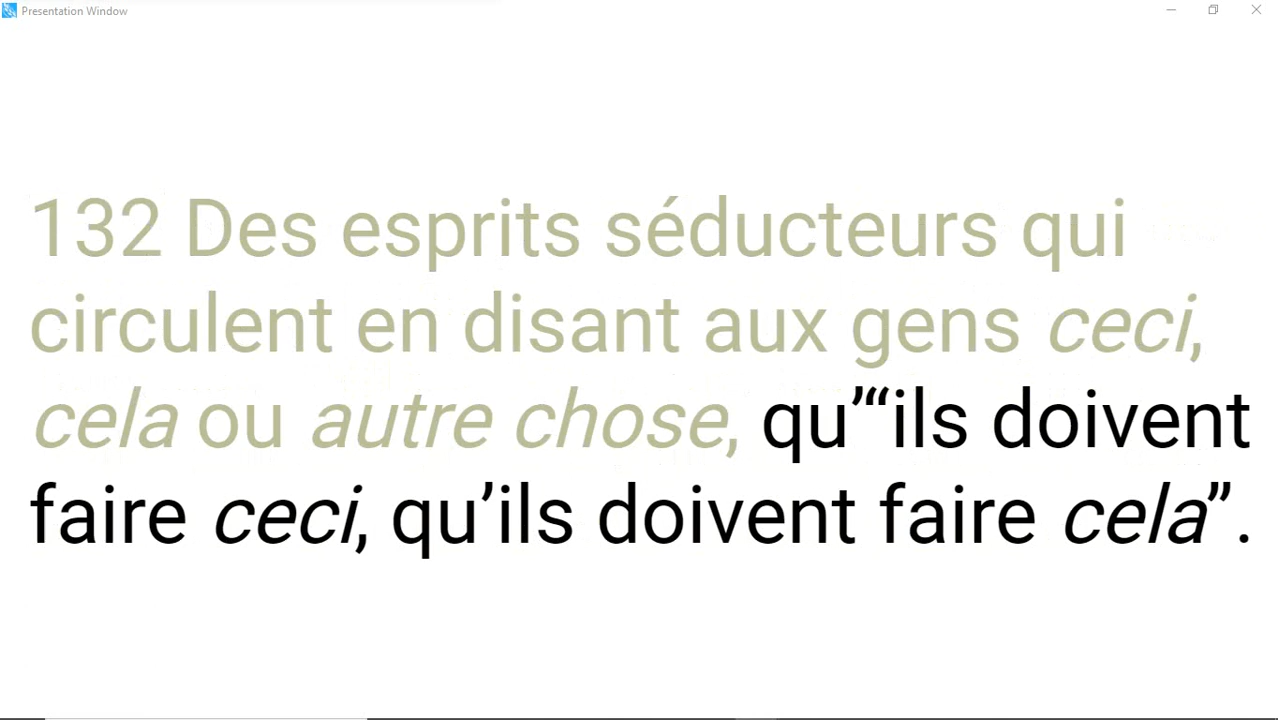 Presentation Window
132 Des esprits séducteurs qui
circulent en disant aux gens ceci,
cela ou autre chose, qu’“ils doivent
faire ceci, qu’ils doivent faire cela”.